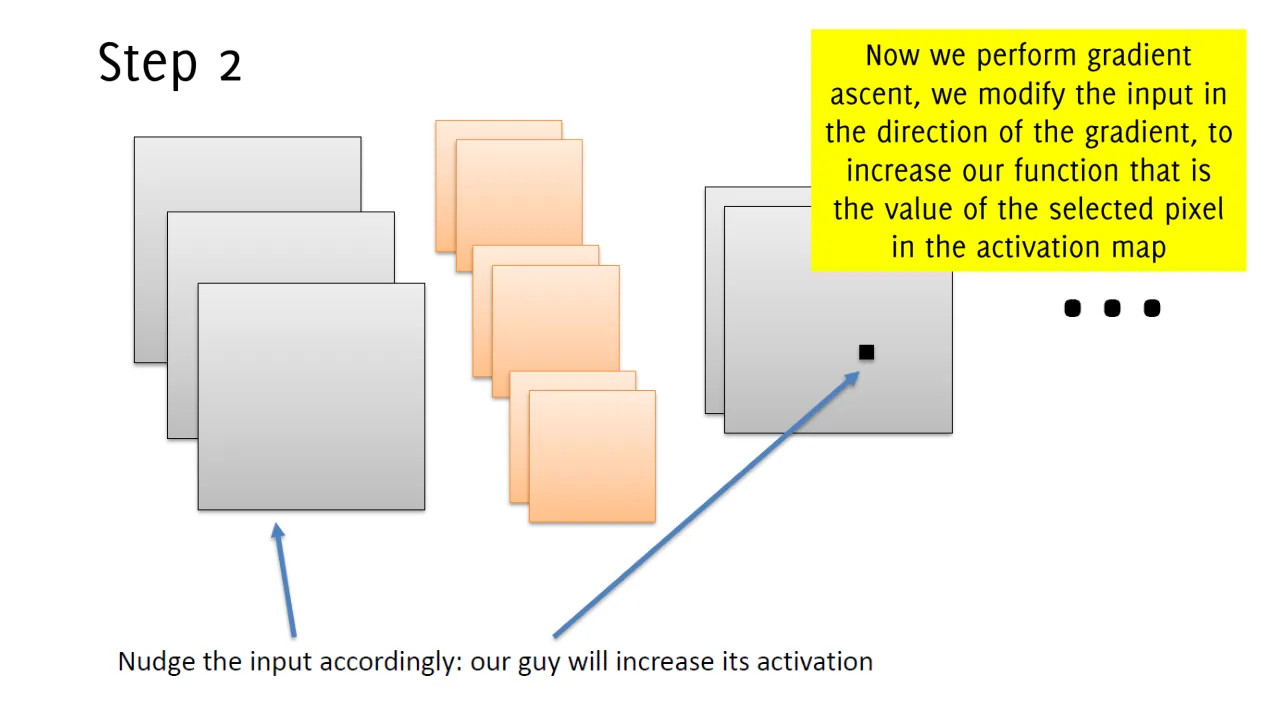 Step 2
Now we perform gradient
ascent, we modify the input in
the direction of the gradient, to
increase our function that is
the value of the selected pixel
in the activation map
Nudge the input accordingly: our guy will increase its activation